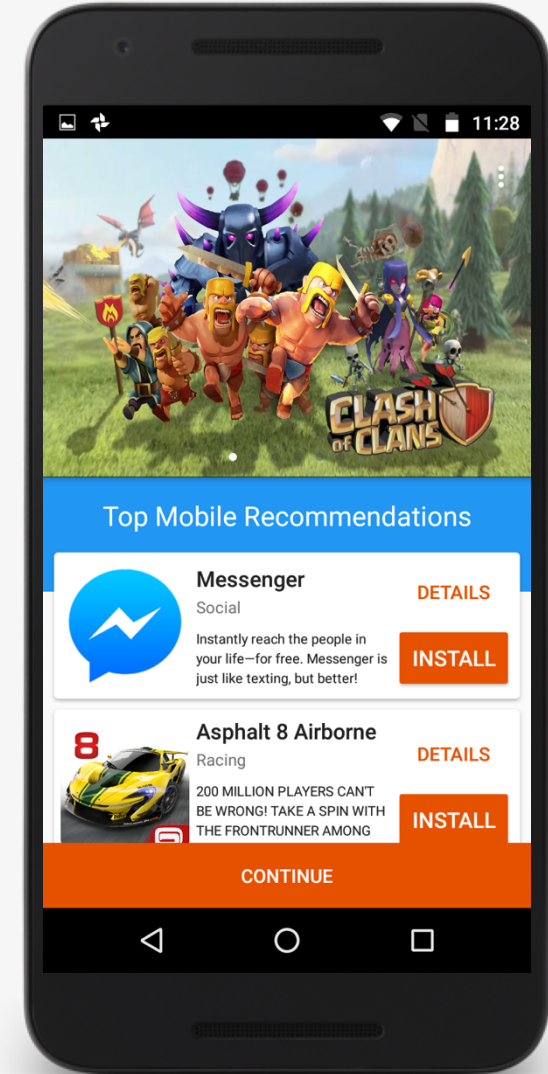 11:28
CLASH
OF CLANS
Top Mobile Recommendations
Messenger
Social
Instantly reach the people in
your life—for free. Messenger is
just like texting, but better!
DETAILS
INSTALL
8
Asphalt 8 Airborne
Racing
200 MILLION PLAYERS CAN'T
BE WRONG! TAKE A SPIN WITH
THE FRONTRUNNER AMONG
DETAILS
INSTALL
CONTINUE